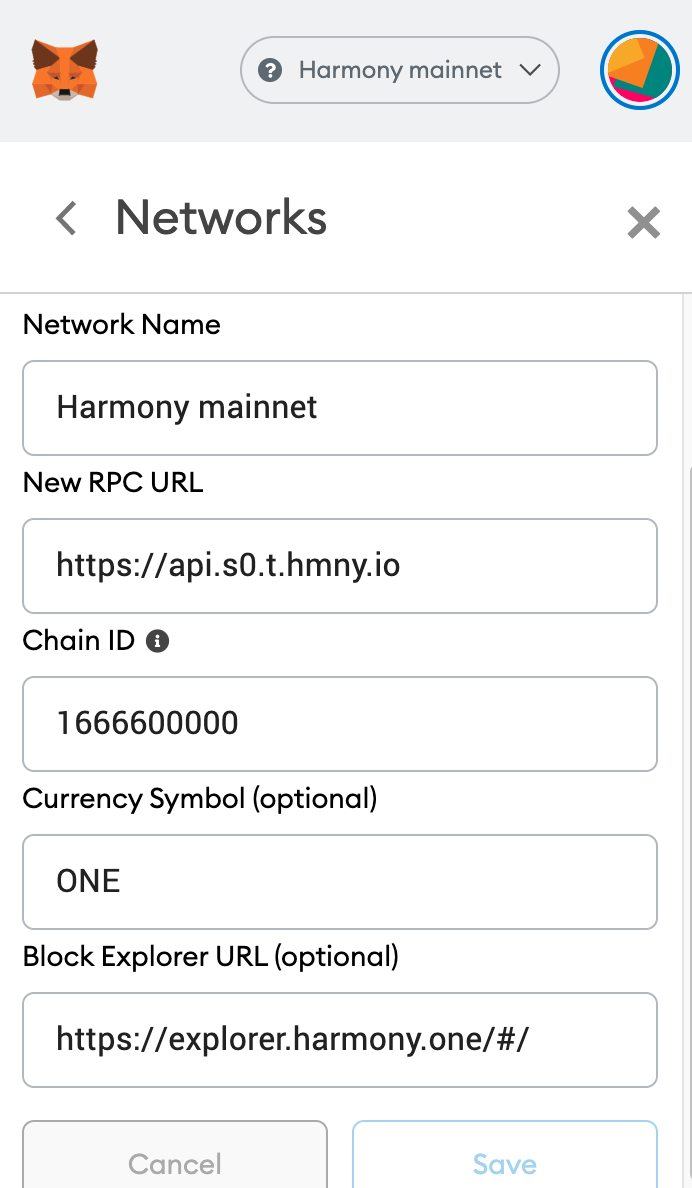 Harmony mainnet
Networks
Network Name
Harmony mainnet
New RPC URL
https://api.s0.t.hmny.io
Chain ID
1666600000
Currency Symbol (optional)
ONE
Block Explorer URL (optional)
https://explorer.harmony.one/#/
Cancel
Save